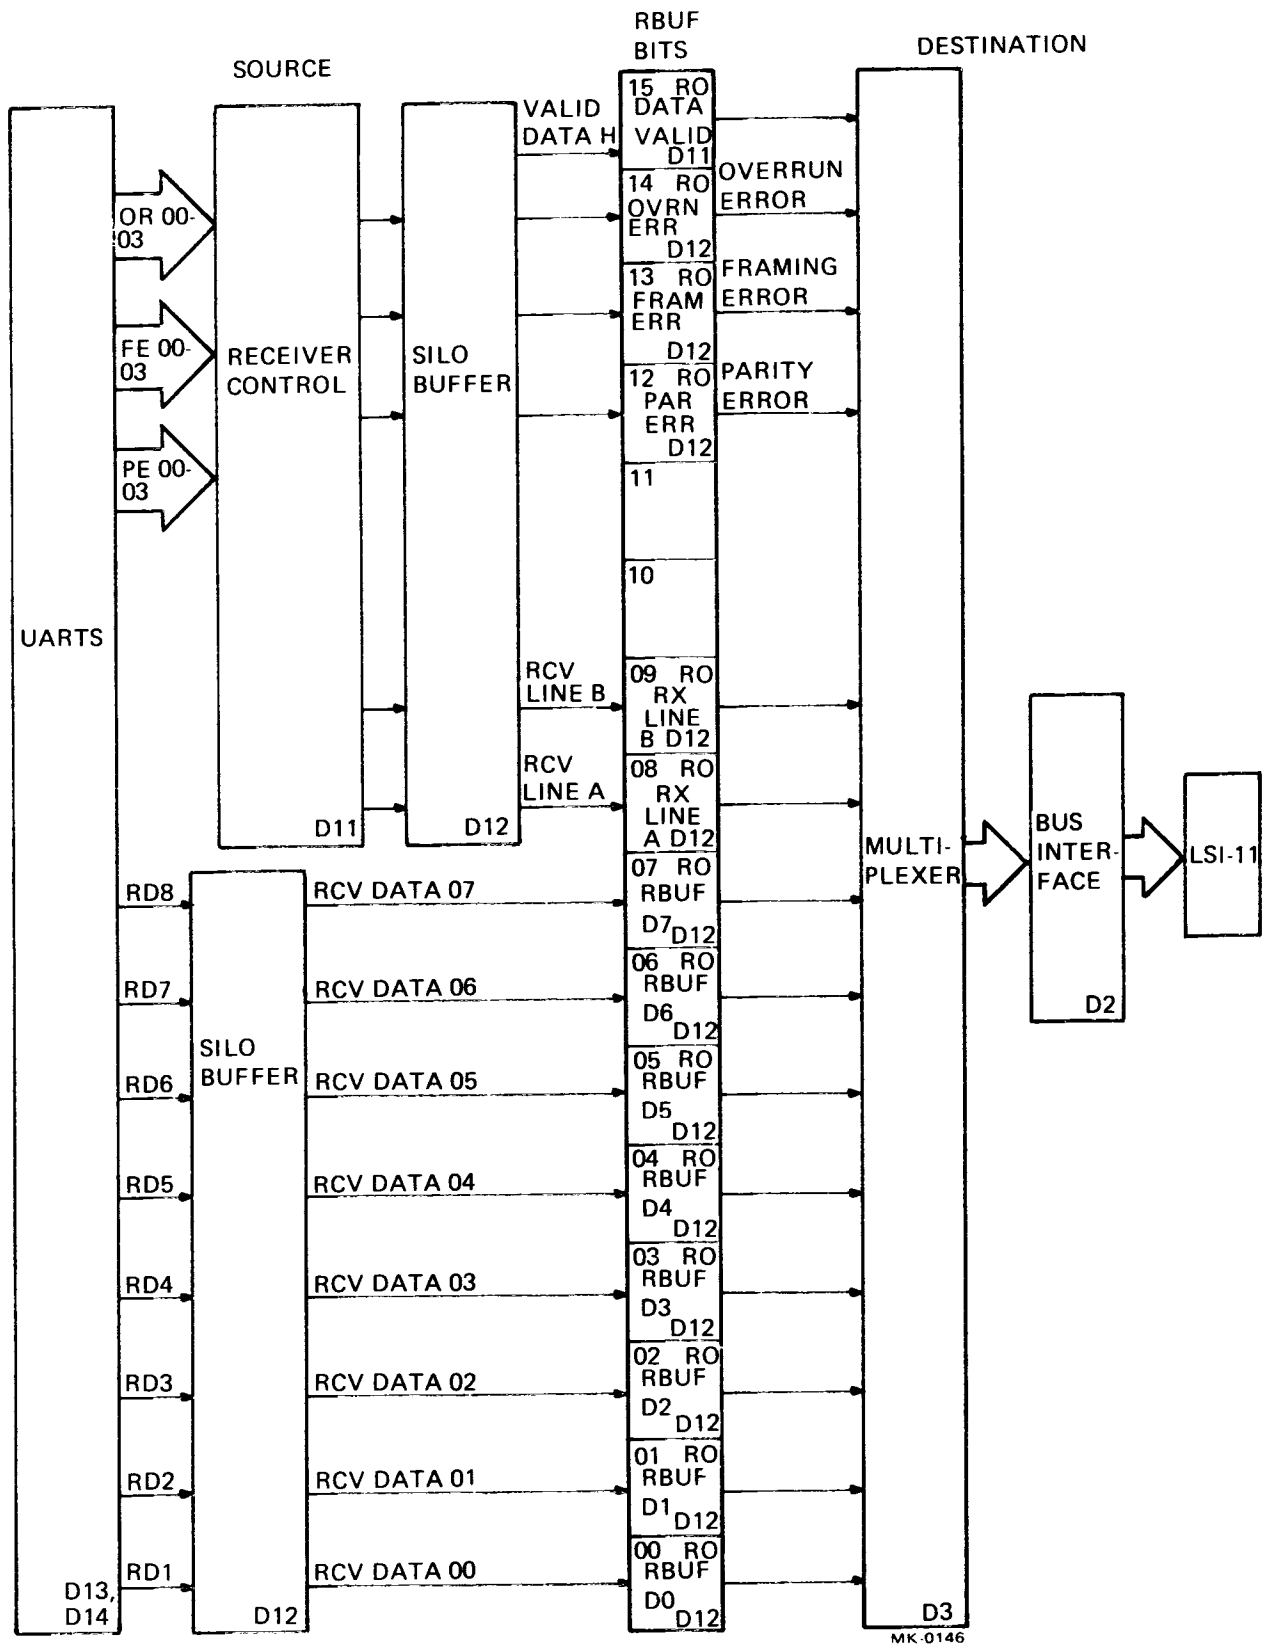 RBUF
BITS
SOURCE
DESTINATION
UARTS
D13,
D14
OR 00-
03
FE 00-
03
PE 00-
03
RECEIVER
CONTROL
D11
SILO
BUFFER
D12
VALID
DATA H
RCV
LINE B
RCV
LINE A
RD8
RD7
RD6
RD5
RD4
RD3
RD2
RD1
SILO
BUFFER
D12
RCV DATA 07
RCV DATA 06
RCV DATA 05
RCV DATA 04
RCV DATA 03
RCV DATA 02
RCV DATA 01
RCV DATA 00
15 RO
DATA
VALID
D11
14 RO
OVRN
ERR
D12
13 RO
FRAM
ERR
D12
12 RO
PAR
ERR
D12
11
10
09 RO
RX
LINE
B D12
08 RO
RX
LINE
A D12
07 RO
RBUF
D7 D12
06 RO
RBUF
D6
D12
05 RO
RBUF
D5
D12
04 RO
RBUF
D4
D12
03 RO
RBUF
D3
D12
02 RO
RBUF
D2
D12
01 RO
RBUF
D1
D12
00 RO
RBUF
D0
D12
OVERRUN
ERROR
FRAMING
ERROR
PARITY
ERROR
MULTI-
PLEXER
D3
BUS
INTER-
FACE
D2
LSI-11
MK-0146